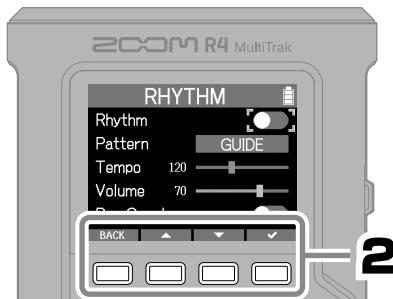 ZOOM R4 MultiTrak
RHYTHM
Rhythm
Pattern GUIDE
Tempo 120
Volume 70
BACK
2